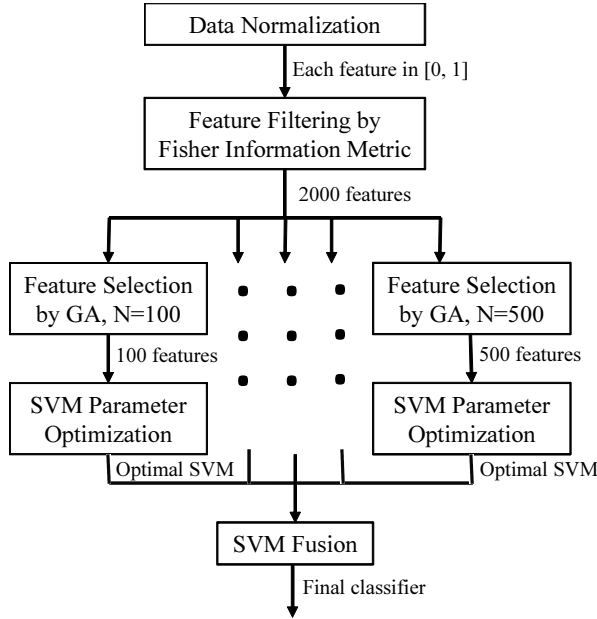 Data Normalization
Each feature in [0, 1]
Feature Filtering by
Fisher Information Metric
2000 features
Feature Selection
by GA, N=100
Feature Selection
by GA, N=500
100 features
500 features
SVM Parameter
Optimization
SVM Parameter
Optimization
Optimal SVM
Optimal SVM
SVM Fusion
Final classifier